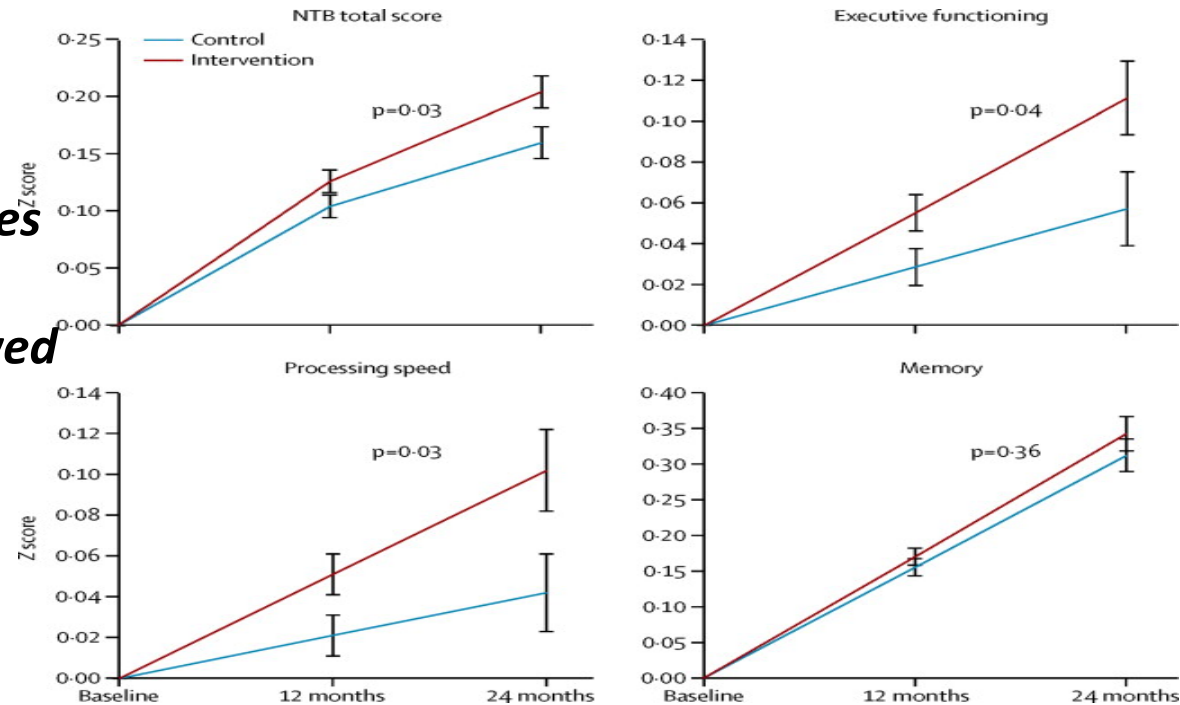 NTB total score
0·25
0·20
0·15
0·10
0·05
0·00
Z score
Control
Intervention
p=0·03
Executive functioning
0·14
0·12
0·10
0·08
0·06
0·04
0·02
0·00
p=0·04
es
ved
Processing speed
0·14
0·12
0·10
0·08
0·06
0·04
0·02
0·00
Z score
p=0·03
Baseline
12 months
24 months
Memory
0·40
0·35
0·30
0·25
0·20
0·15
0·10
0·05
0·00
p=0·36
Baseline
12 months
24 months